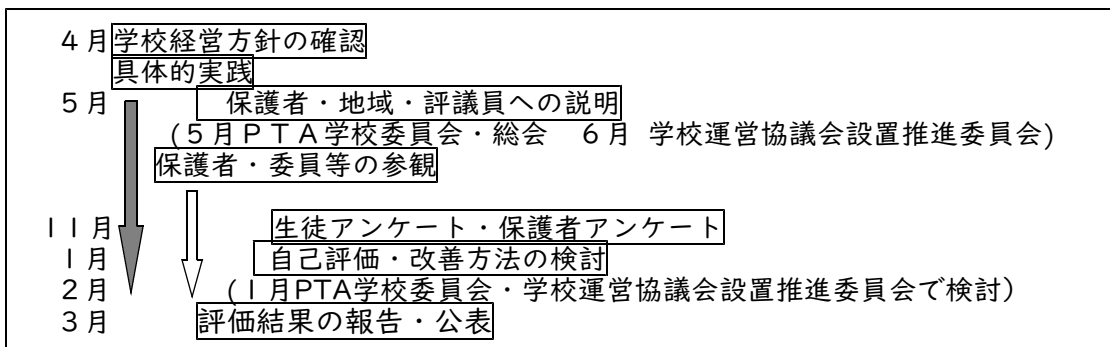 ４月学校経営方針の確認
具体的実践
５月 保護者・地域・評議員への説明
(５月ＰＴＡ学校委員会・総会　６月 学校運営協議会設置推進委員会)
保護者・委員等の参観
１１月 生徒アンケート・保護者アンケート
１月 自己評価・改善方法の検討
２月 (１月PTA学校委員会・学校運営協議会設置推進委員会で検討）
３月 評価結果の報告・公表